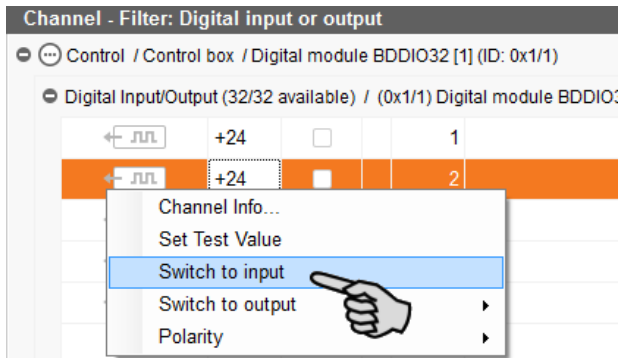 Channel - Filter: Digital input or output
Control / Control box / Digital module BDDIO32 [1] (ID: 0x1/1)
Digital Input/Output (32/32 available) / (0x1/1) Digital module BDDIO3
+24 1
+24 2
Channel Info...
Set Test Value
Switch to input
Switch to output
Polarity